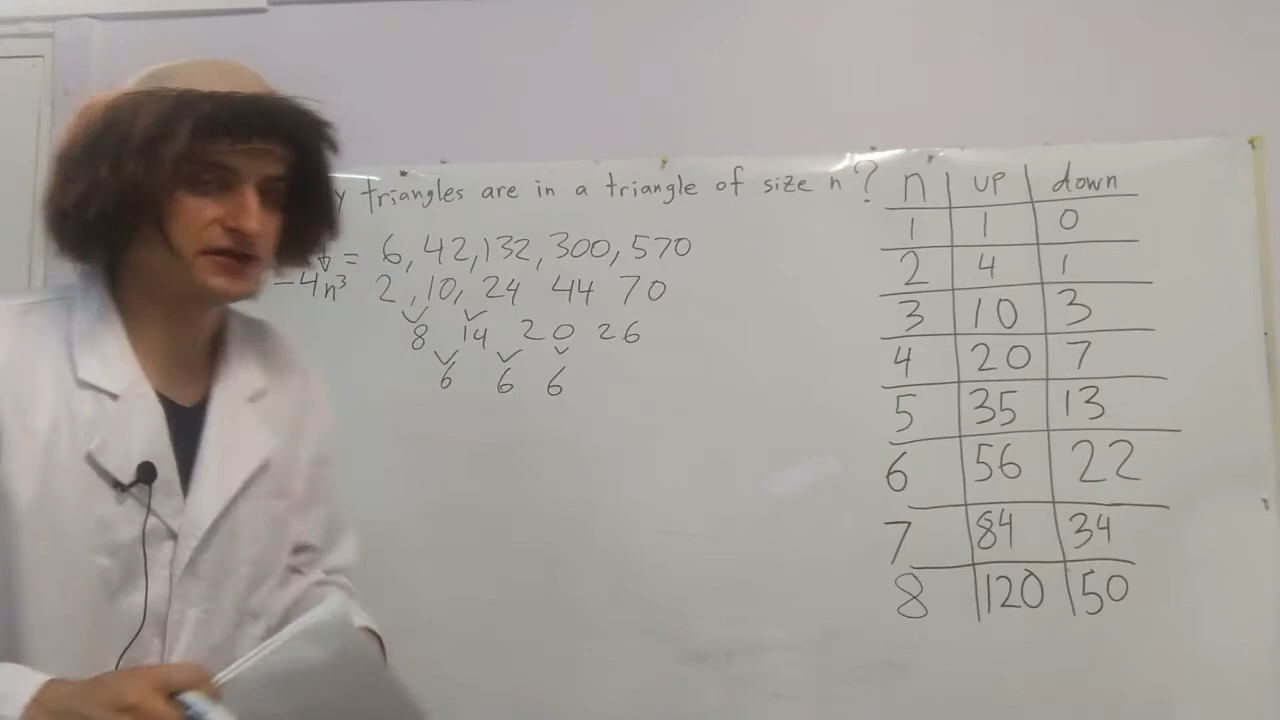 y triangles are in a triangle of size n?
= 6, 42, 132, 300, 570
-4n³ 2, 10, 24 44 70
8 14 20 26
6 6 6
n up down
1 1 0
2 4 1
3 10 3
4 20 7
5 35 13
6 56 22
7 84 34
8 120 50